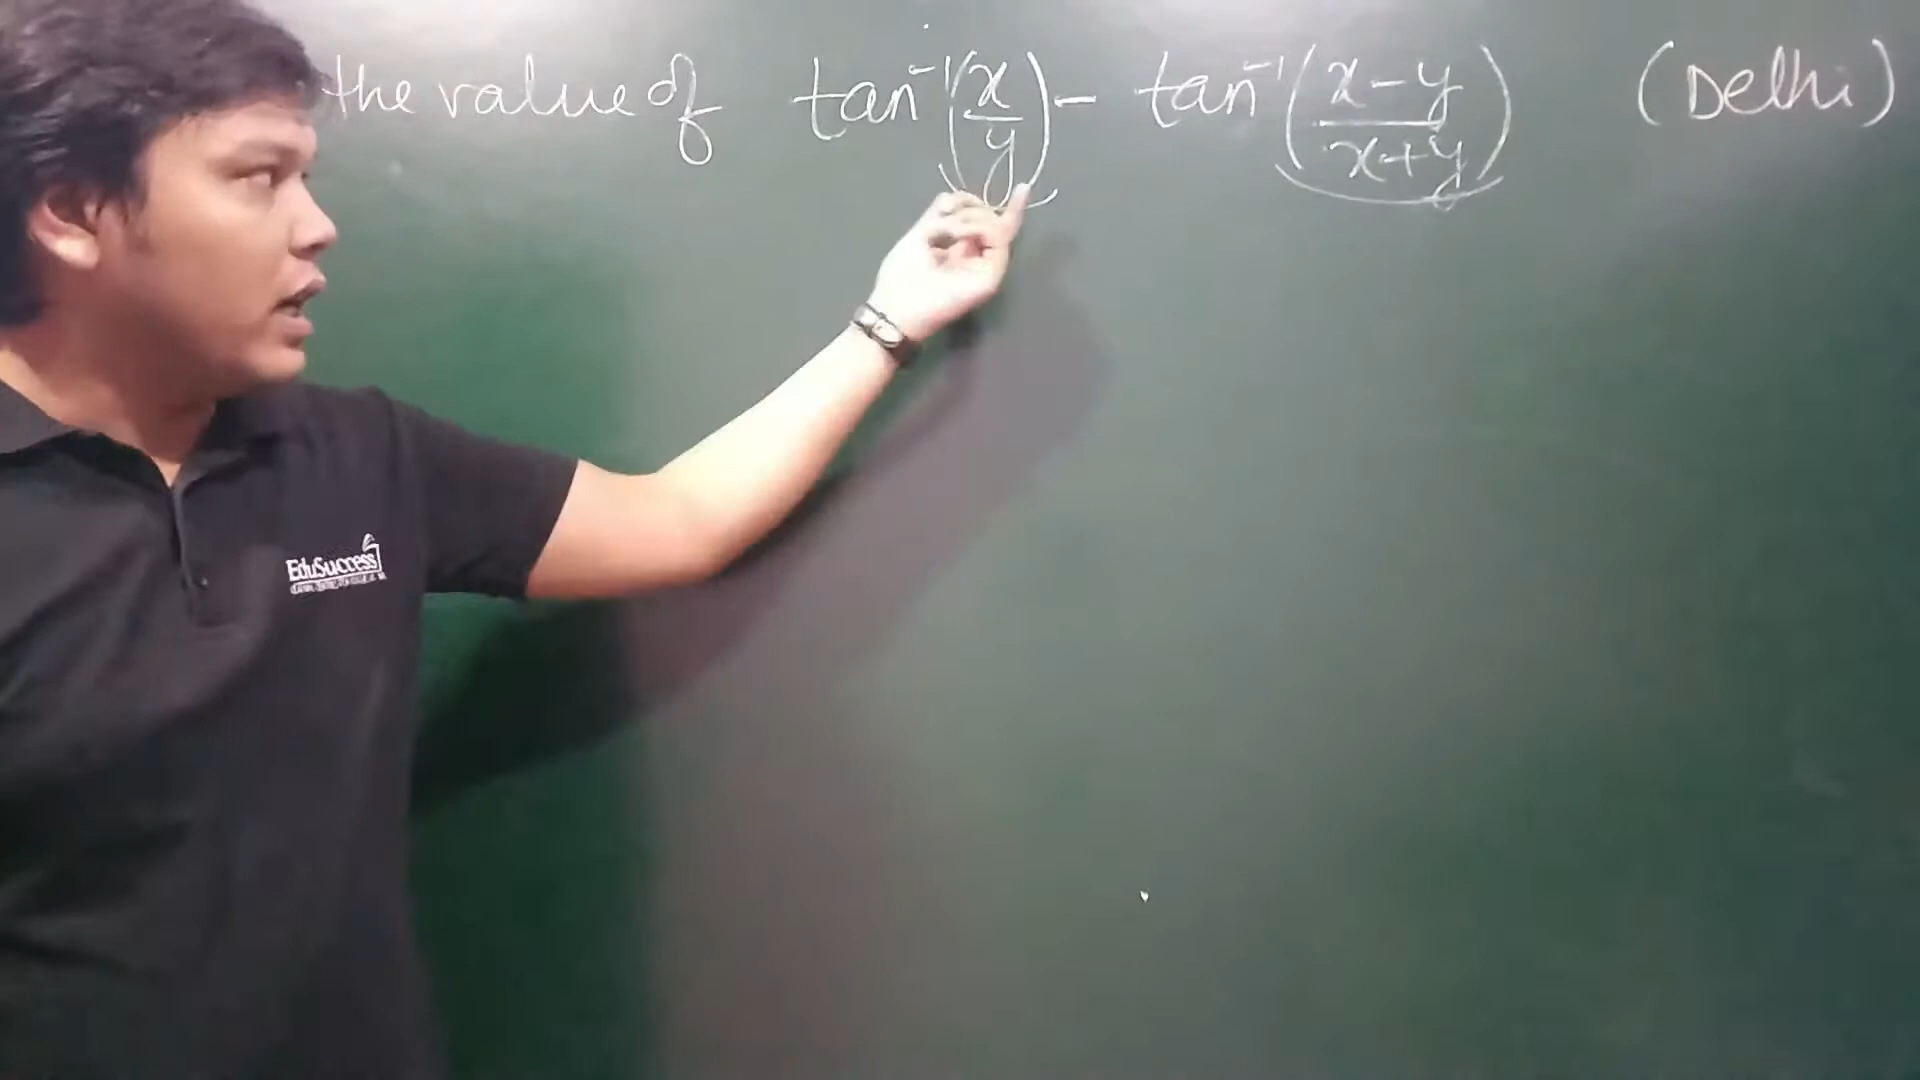 the value of tan⁻¹(x/y) - tan⁻¹((x-y)/(x+y)) (Delhi)
EduSuccess